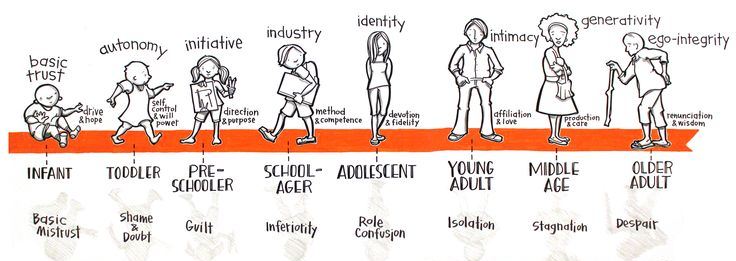 basic
trust
drive
& hope
INFANT
Basic
Mistrust
autonomy
self
control
& will
power
TODDLER
Shame
&
Doubt
initiative
direction
& purpose
PRE-
SCHOOLER
Guilt
industry
method
& competence
SCHOOL-
AGER
Inferiority
identity
devotion
& fidelity
ADOLESCENT
Role
Confusion
intimacy
affiliation
& love
YOUNG
ADULT
Isolation
generativity
production
& care
MIDDLE
AGE
Stagnation
ego-integrity
renunciation
& wisdom
OLDER
ADULT
Despair